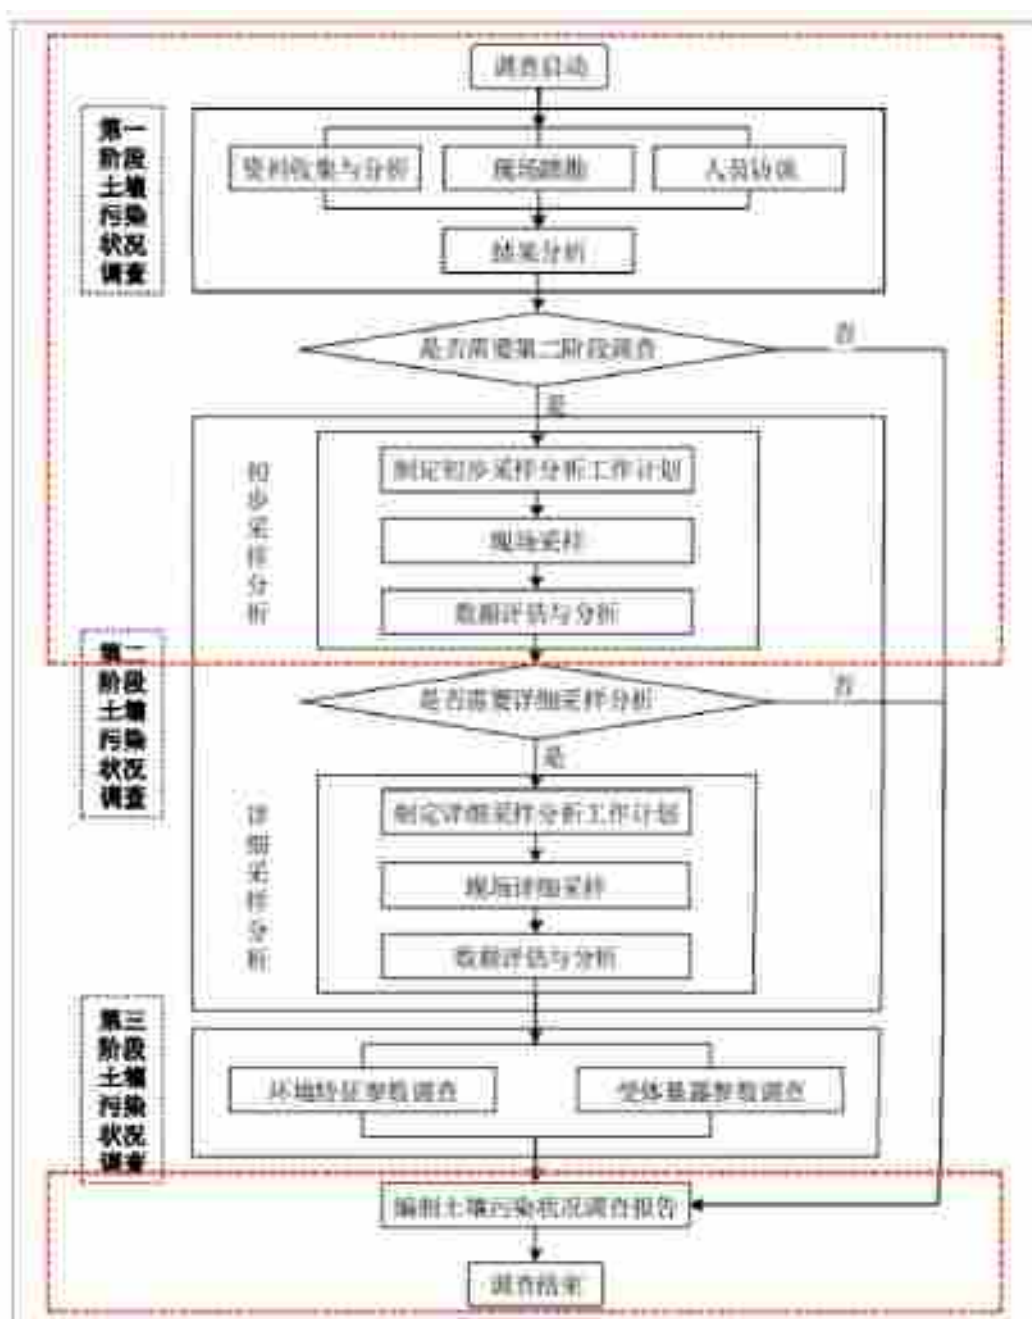 调查启动
第一
阶段
土壤
污染
状况
调查
资料收集与分析
现场踏勘
人员访谈
结果分析
是否需要第二阶段调查
否
是
初
步
采
样
分
析
制定初步采样分析工作计划
现场采样
数据评估与分析
第一
阶段
土壤
污染
状况
调查
是否需要详细采样分析
否
是
详
细
采
样
分
析
制定详细采样分析工作计划
现场详细采样
数据评估与分析
第三
阶段
土壤
污染
状况
调查
环境特征参数调查
受体暴露参数调查
编制土壤污染状况调查报告
调查结束